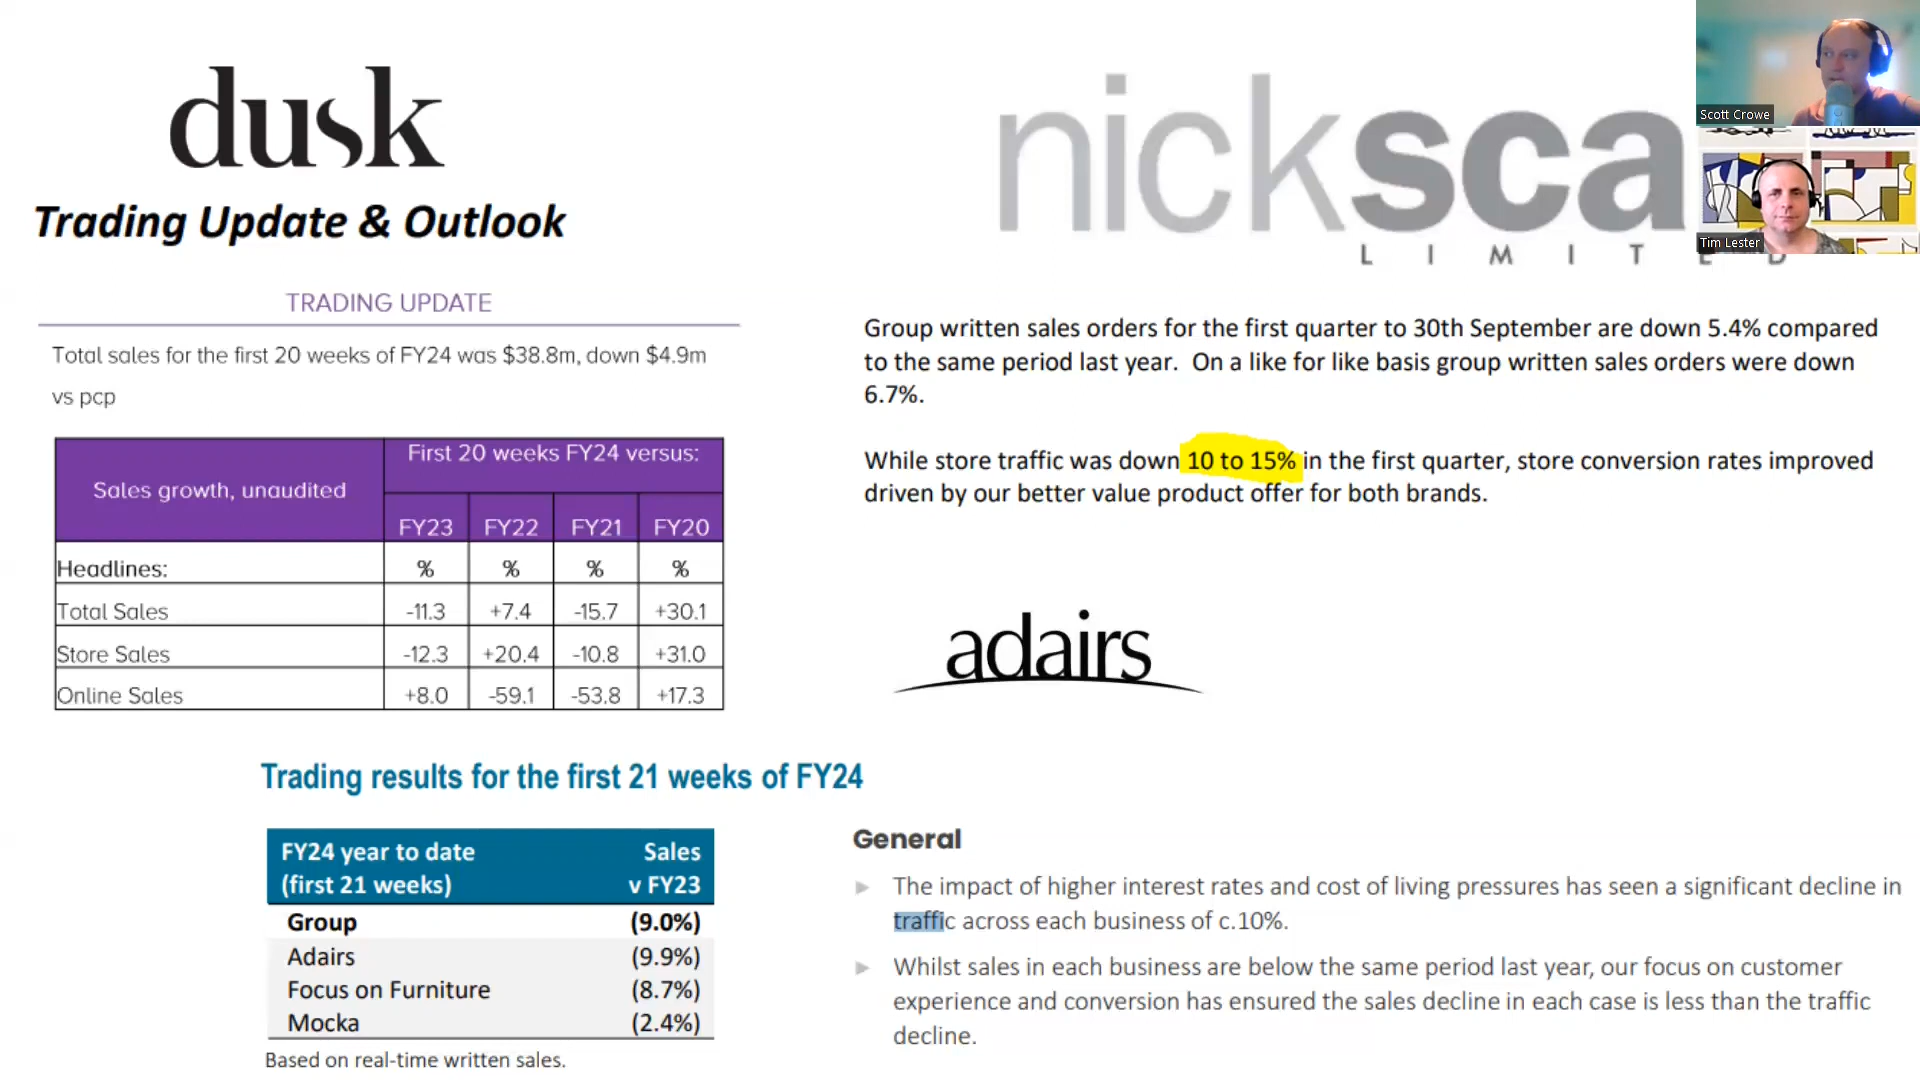 dusk
Trading Update & Outlook
TRADING UPDATE
Total sales for the first 20 weeks of FY24 was $38.8m, down $4.9m
vs pcp
Sales growth, unaudited
First 20 weeks FY24 versus:
FY23 FY22 FY21 FY20
Headlines: % % % %
Total Sales -11.3 +7.4 -15.7 +30.1
Store Sales -12.3 +20.4 -10.8 +31.0
Online Sales +8.0 -59.1 -53.8 +17.3
nicksca
LIMITED
Scott Crowe
Tim Lester
Group written sales orders for the first quarter to 30th September are down 5.4% compared
to the same period last year. On a like for like basis group written sales orders were down
6.7%.
While store traffic was down 10 to 15% in the first quarter, store conversion rates improved
driven by our better value product offer for both brands.
adairs
Trading results for the first 21 weeks of FY24
FY24 year to date Sales
(first 21 weeks) v FY23
Group (9.0%)
Adairs (9.9%)
Focus on Furniture (8.7%)
Mocka (2.4%)
Based on real-time written sales.
General
The impact of higher interest rates and cost of living pressures has seen a significant decline in
traffic across each business of c.10%.
Whilst sales in each business are below the same period last year, our focus on customer
experience and conversion has ensured the sales decline in each case is less than the traffic
decline.